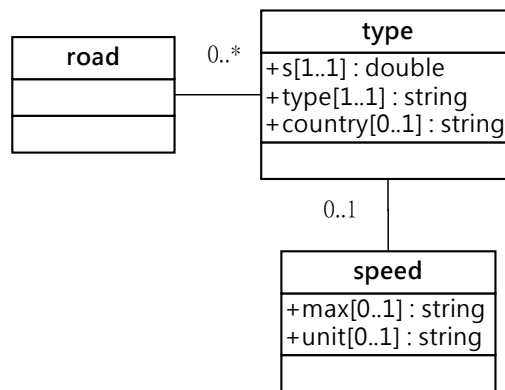 road
0..*
type
+s[1..1] : double
+type[1..1] : string
+country[0..1] : string
0..1
speed
+max[0..1] : string
+unit[0..1] : string